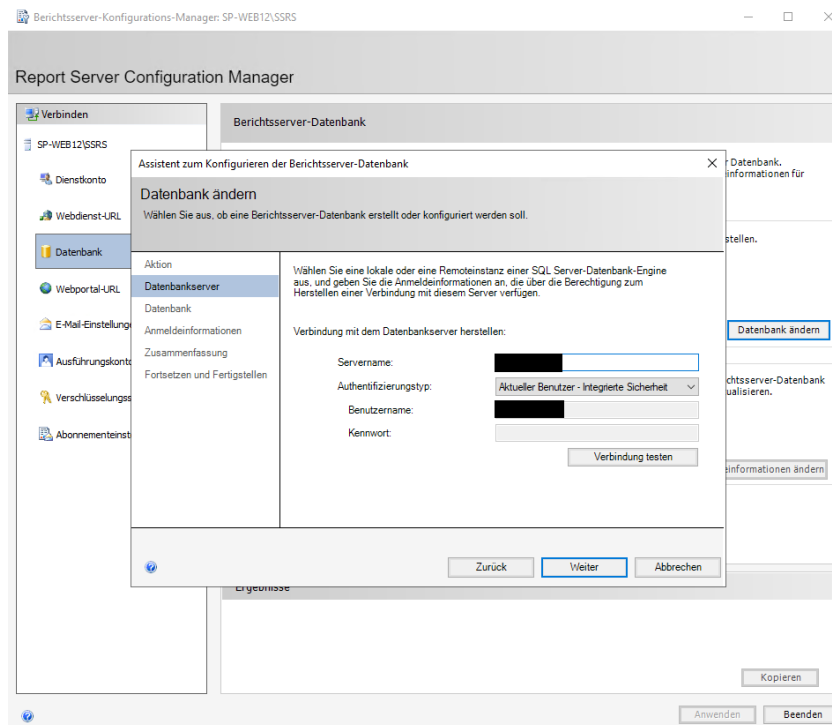 Berichtsserver-Konfigurations-Manager: SP-WEB12\SSRS
Report Server Configuration Manager
Verbinden
SP-WEB12\SSRS
Dienstkonto
Webdienst-URL
Datenbank
Webportal-URL
E-Mail-Einstellung
Ausführungskonto
Verschlüsselungss
Abonnementeinst
Berichtsserver-Datenbank
r Datenbank.
informationen für
stellen.
Datenbank ändern
chtsserver-Datenbank
ualisieren.
einformationen ändern
Assistent zum Konfigurieren der Berichtsserver-Datenbank
Datenbank ändern
Wählen Sie aus, ob eine Berichtsserver-Datenbank erstellt oder konfiguriert werden soll.
Aktion
Datenbankserver
Datenbank
Anmeldeinformationen
Zusammenfassung
Fortsetzen und Fertigstellen
Wählen Sie eine lokale oder eine Remoteinstanz einer SQL Server-Datenbank-Engine
aus, und geben Sie die Anmeldeinformationen an, die über die Berechtigung zum
Herstellen einer Verbindung mit diesem Server verfügen.
Verbindung mit dem Datenbankserver herstellen:
Servername:
Authentifizierungstyp:
Aktueller Benutzer - Integrierte Sicherheit
Benutzername:
Kennwort:
Verbindung testen
Zurück
Weiter
Abbrechen
Ergebnisse
Kopieren
Anwenden
Beenden